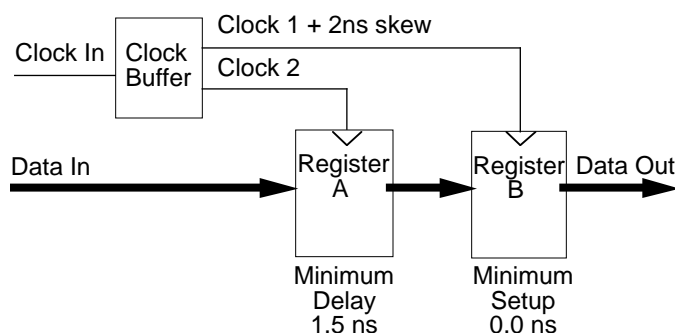 Clock 1 + 2ns skew
Clock In
Clock
Buffer
Clock 2
Data In
Register
A
Register
B
Data Out
Minimum
Delay
1.5 ns
Minimum
Setup
0.0 ns